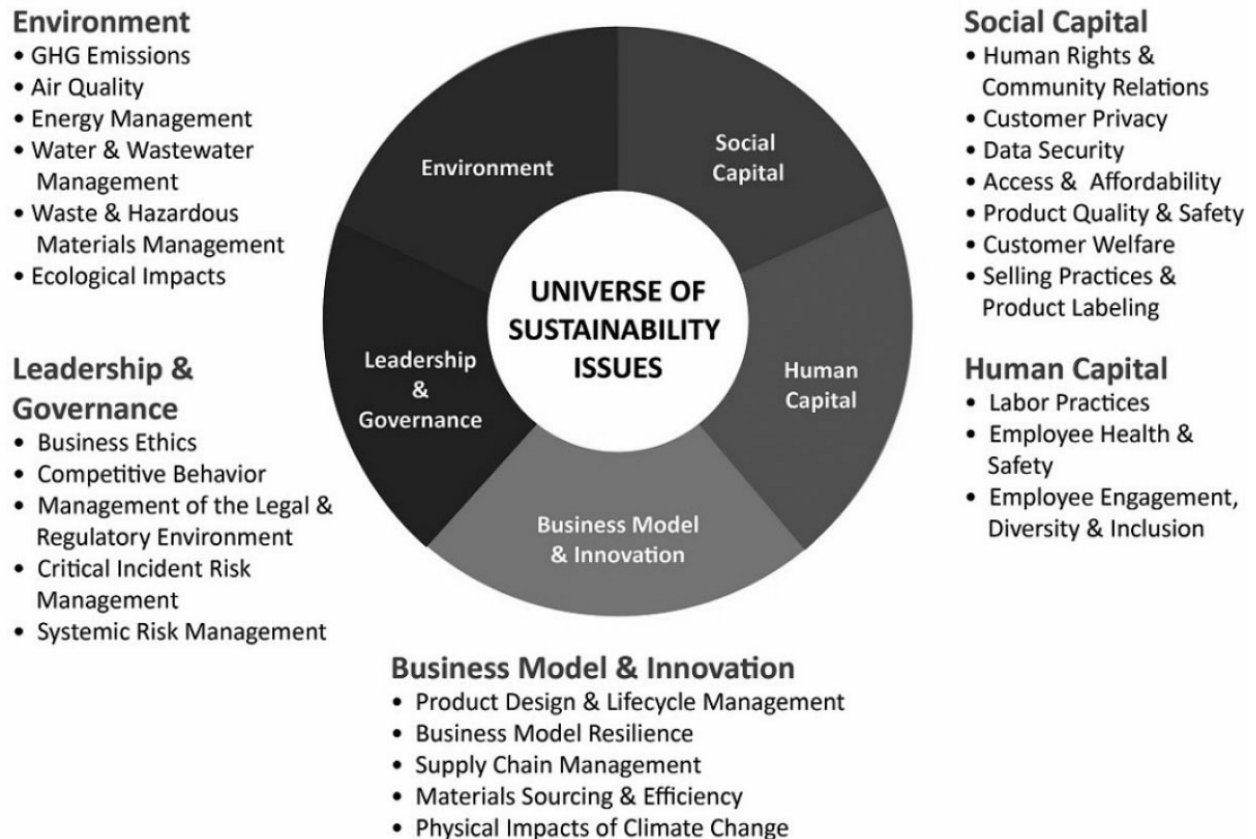 Environment
• GHG Emissions
• Air Quality
• Energy Management
• Water & Wastewater
Management
• Waste & Hazardous
Materials Management
• Ecological Impacts
Leadership &
Governance
• Business Ethics
• Competitive Behavior
• Management of the Legal &
Regulatory Environment
• Critical Incident Risk
Management
• Systemic Risk Management
Environment
Social
Capital
Leadership
&
Governance
UNIVERSE OF
SUSTAINABILITY
ISSUES
Human
Capital
Business Model
& Innovation
Social Capital
• Human Rights &
Community Relations
• Customer Privacy
• Data Security
• Access & Affordability
• Product Quality & Safety
• Customer Welfare
• Selling Practices &
Product Labeling
Human Capital
• Labor Practices
• Employee Health &
Safety
• Employee Engagement,
Diversity & Inclusion
Business Model & Innovation
• Product Design & Lifecycle Management
• Business Model Resilience
• Supply Chain Management
• Materials Sourcing & Efficiency
• Physical Impacts of Climate Change